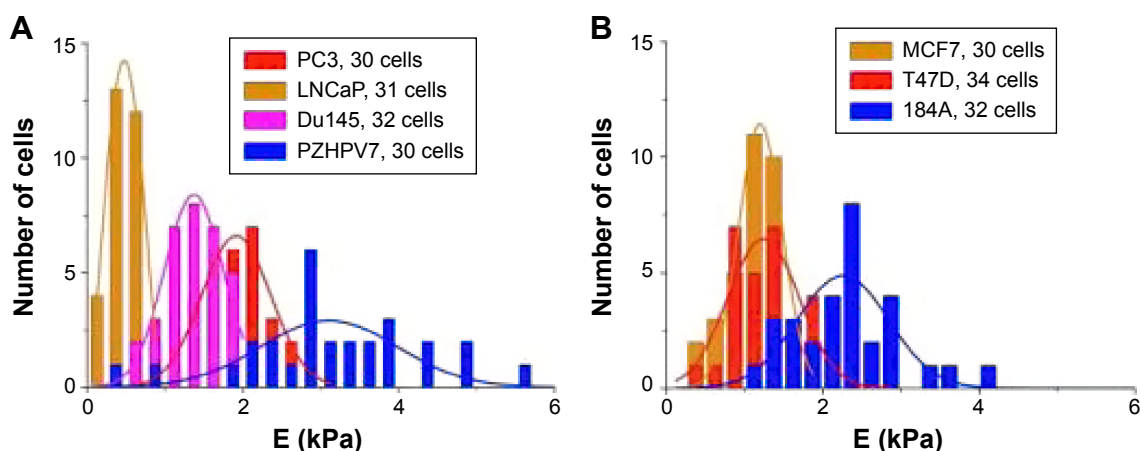 A
15
10
5
0
Number of cells
PC3, 30 cells
LNCaP, 31 cells
Du145, 32 cells
PZHPV7, 30 cells
0 2 4 6
E (kPa)
B
15
10
5
0
Number of cells
MCF7, 30 cells
T47D, 34 cells
184A, 32 cells
0 2 4 6
E (kPa)